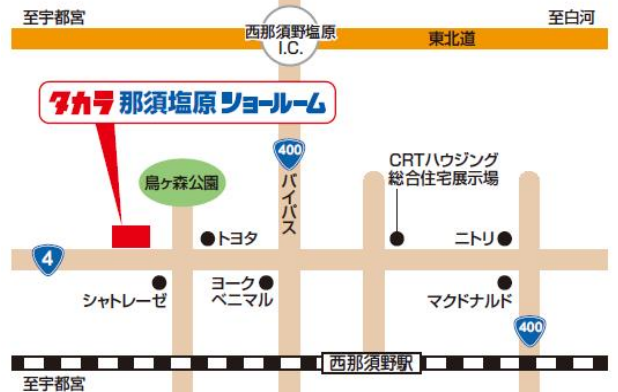 至宇都宮
至白河
西那須野塩原
I.C.
東北道
タカラ 那須塩原 ショールーム
400
バイパス
CRTハウジング
総合住宅展示場
烏ヶ森公園
トヨタ
ニトリ
4
シャトレーゼ
ヨーク
ベニマル
マクドナルド
400
西那須野駅
至宇都宮